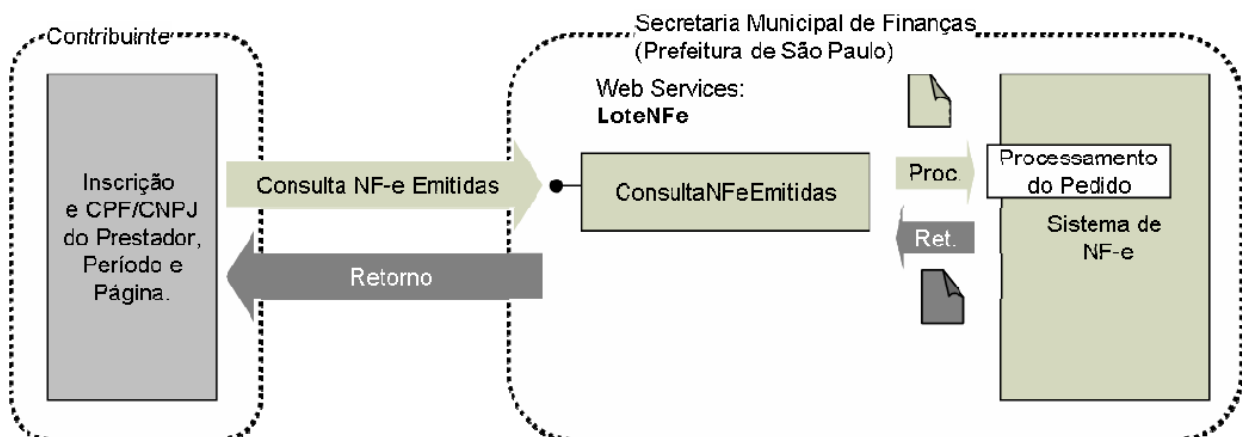 Contribuinte
Inscrição
e CPF/CNPJ
do Prestador,
Período e
Página.
Consulta NF-e Emitidas
Retorno
Secretaria Municipal de Finanças
(Prefeitura de São Paulo)
Web Services:
LoteNFe
ConsultaNFeEmitidas
Proc.
Ret.
Processamento
do Pedido
Sistema de
NF-e